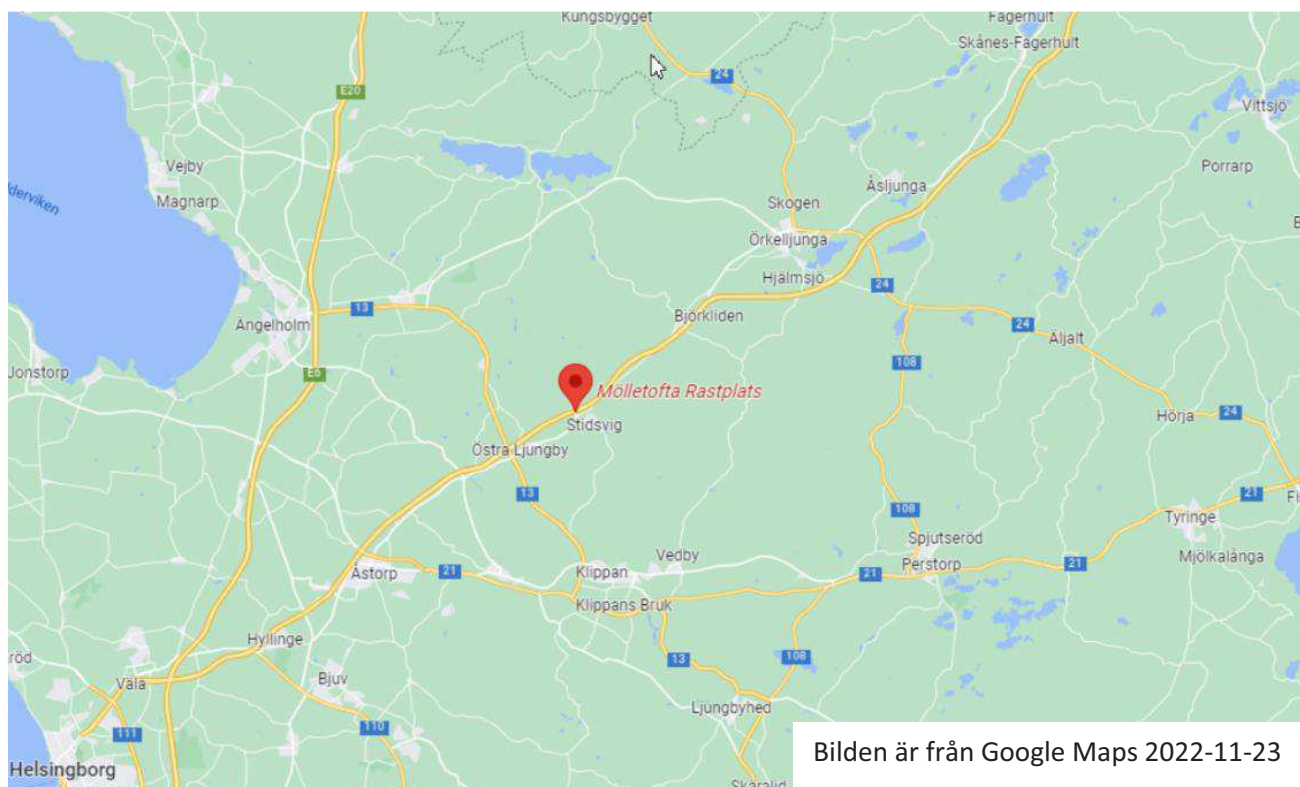 Kungsbygget
Fagerhult
Skånes-Fagerhult
24
E20
Vittsjö
Vejby
Porrarp
Magnarp
Åsljunga
Skogen
Örkelljunga
Hjälmsjö
24
13
Ängelholm
Björkliden
24
Äljalt
E6
108
Jonstorp
Mölletofta Rastplats
Stidsvig
Hörja
24
Östra Ljungby
13
21
108
Tyringe
Spjutseröd
Vedby
Mjölkalånga
Åstorp
21
Klippan
21
Perstorp
21
Klippans Bruk
Hyllinge
13
108
Väla
Bjuv
Ljungbyhed
111
110
Helsingborg
Skäralid
Bilden är från Google Maps 2022-11-23